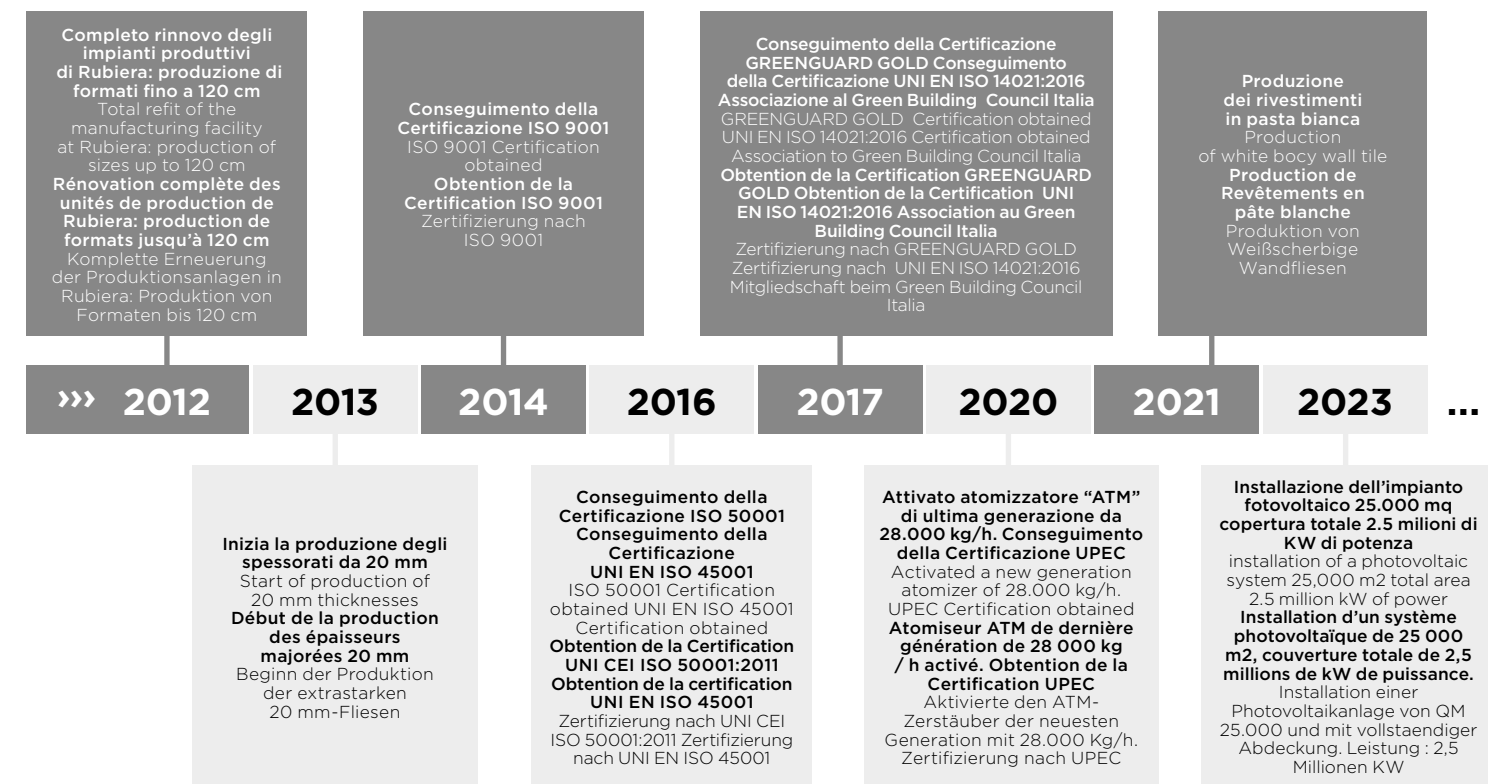 Completo rinnovo degli
impianti produttivi
di Rubiera: produzione di
formati fino a 120 cm
Total refit of the
manufacturing facility
at Rubiera: production of
sizes up to 120 cm
Rénovation complète des
unités de production de
Rubiera: production de
formats jusqu'à 120 cm
Komplette Erneuerung
der Produktionsanlagen in
Rubiera: Produktion von
Formaten bis 120 cm
Conseguimento della
Certificazione ISO 9001
ISO 9001 Certification
obtained
Obtention de la
Certification ISO 9001
Zertifizierung nach
ISO 9001
Conseguimento della Certificazione
GREENGUARD GOLD Conseguimento
della Certificazione UNI EN ISO 14021:2016
Associazione al Green Building Council Italia
GREENGUARD GOLD Certification obtained
UNI EN ISO 14021:2016 Certification obtained
Association to Green Building Council Italia
Obtention de la Certification GREENGUARD
GOLD Obtention de la Certification UNI
EN ISO 14021:2016 Association au Green
Building Council Italia
Zertifizierung nach GREENGUARD GOLD
Zertifizierung nach UNI EN ISO 14021:2016
Mitgliedschaft beim Green Building Council
Italia
Produzione
dei rivestimenti
in pasta bianca
Production
of white bocy wall tile
Production de
Revêtements en
pâte blanche
Produktion von
Weißscherbige
Wandfliesen
››› 2012 2013 2014 2016 2017 2020 2021 2023 ...
Inizia la produzione degli
spessorati da 20 mm
Start of production of
20 mm thicknesses
Début de la production
des épaisseurs
majorées 20 mm
Beginn der Produktion
der extrastarken
20 mm-Fliesen
Conseguimento della
Certificazione ISO 50001
Conseguimento della
Certificazione
UNI EN ISO 45001
ISO 50001 Certification
obtained UNI EN ISO 45001
Certification obtained
Obtention de la Certification
UNI CEI ISO 50001:2011
Obtention de la certification
UNI EN ISO 45001
Zertifizierung nach UNI CEI
ISO 50001:2011 Zertifizierung
nach UNI EN ISO 45001
Attivato atomizzatore “ATM”
di ultima generazione da
28.000 kg/h. Conseguimento
della Certificazione UPEC
Activated a new generation
atomizer of 28.000 kg/h.
UPEC Certification obtained
Atomiseur ATM de dernière
génération de 28 000 kg
/ h activé. Obtention de la
Certification UPEC
Aktivierte den ATM-
Zerstäuber der neuesten
Generation mit 28.000 Kg/h.
Zertifizierung nach UPEC
Installazione dell’impianto
fotovoltaico 25.000 mq
copertura totale 2.5 milioni di
KW di potenza
installation of a photovoltaic
system 25,000 m2 total area
2.5 million kW of power
Installation d’un système
photovoltaïque de 25 000
m2, couverture totale de 2,5
millions de kW de puissance.
Installation einer
Photovoltaikanlage von QM
25.000 und mit vollstaendiger
Abdeckung. Leistung : 2,5
Millionen KW